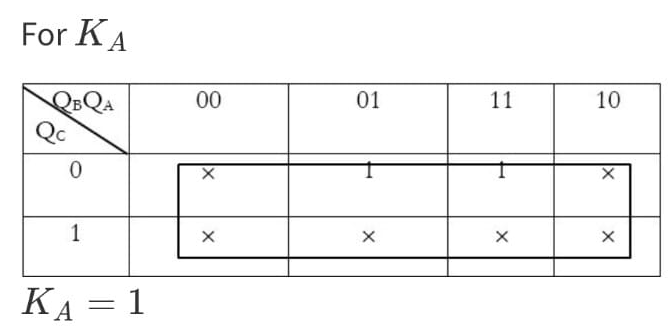 For K_A
Q_BQ_A 00 01 11 10
Q_C
0 × 1 1 ×
1 × × × ×
K_A = 1